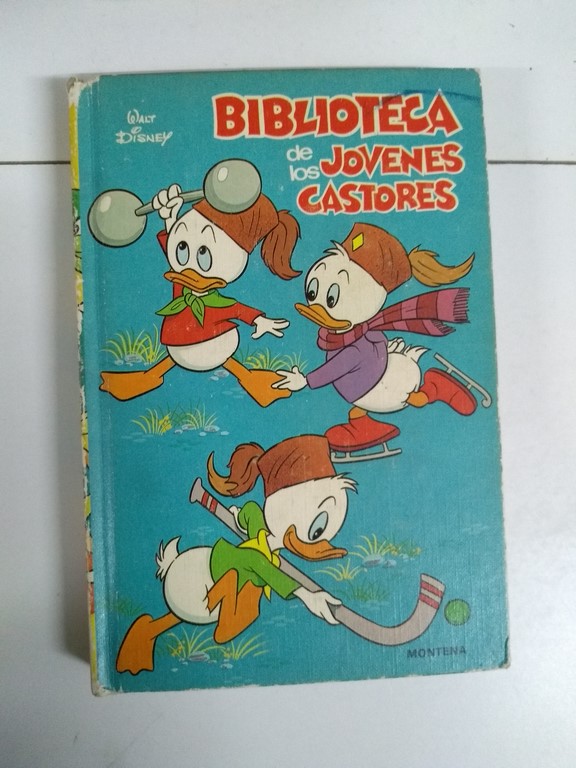 WALT
DISNEY
BIBLIOTECA
de
los JOVENES
CASTORES
MONTENA